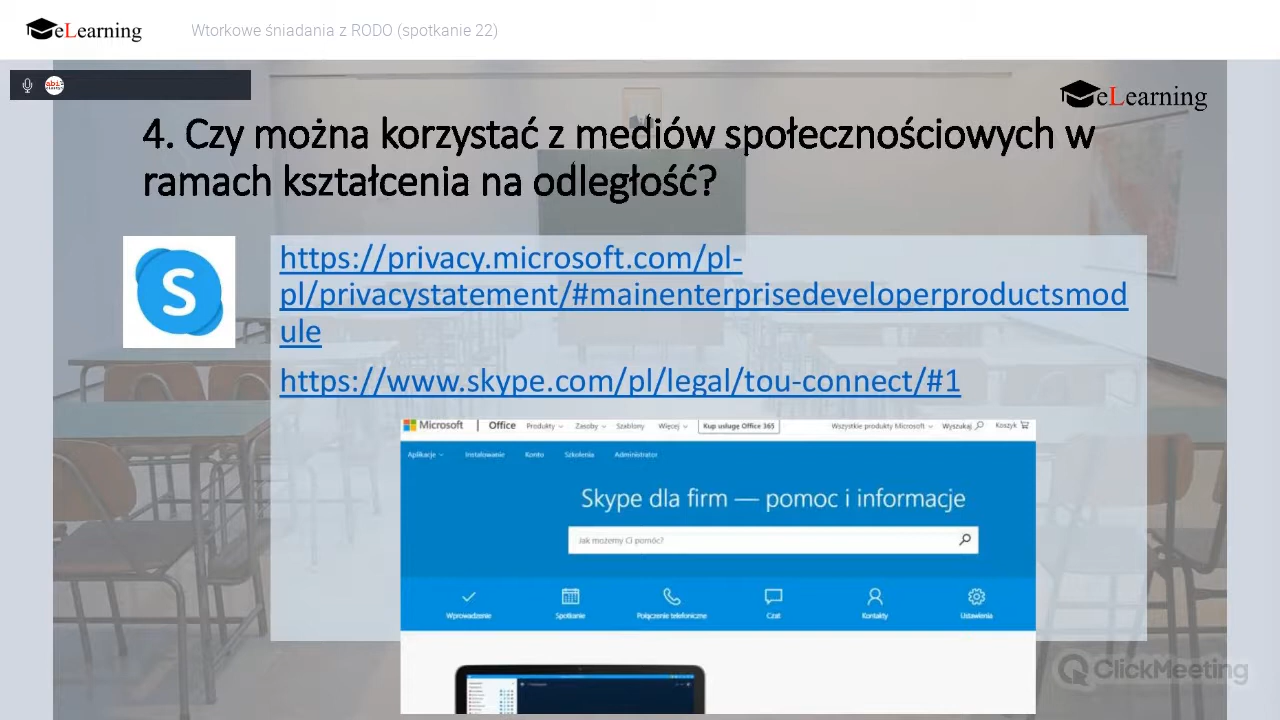 eLearning
Wtorkowe śniadania z RODO (spotkanie 22)
abi
eLearning
4. Czy można korzystać z mediów społecznościowych w
ramach kształcenia na odległość?
S
https://privacy.microsoft.com/pl-
pl/privacystatement/#mainenterprisedeveloperproductsmod
ule
https://www.skype.com/pl/legal/tou-connect/#1
Microsoft | Office Produkty Zasoby Szablony Więcej Kup usługę Office 365 Wszystkie produkty Microsoft Wyszukaj Koszyk
Aplikacje Instalowanie Konto Szkolenia Administrator
Skype dla firm — pomoc i informacje
Jak możemy Ci pomóc?
Wprowadzenie Spotkanie Połączenie telefoniczne Czat Kontakty Ustawienia
ClickMeeting